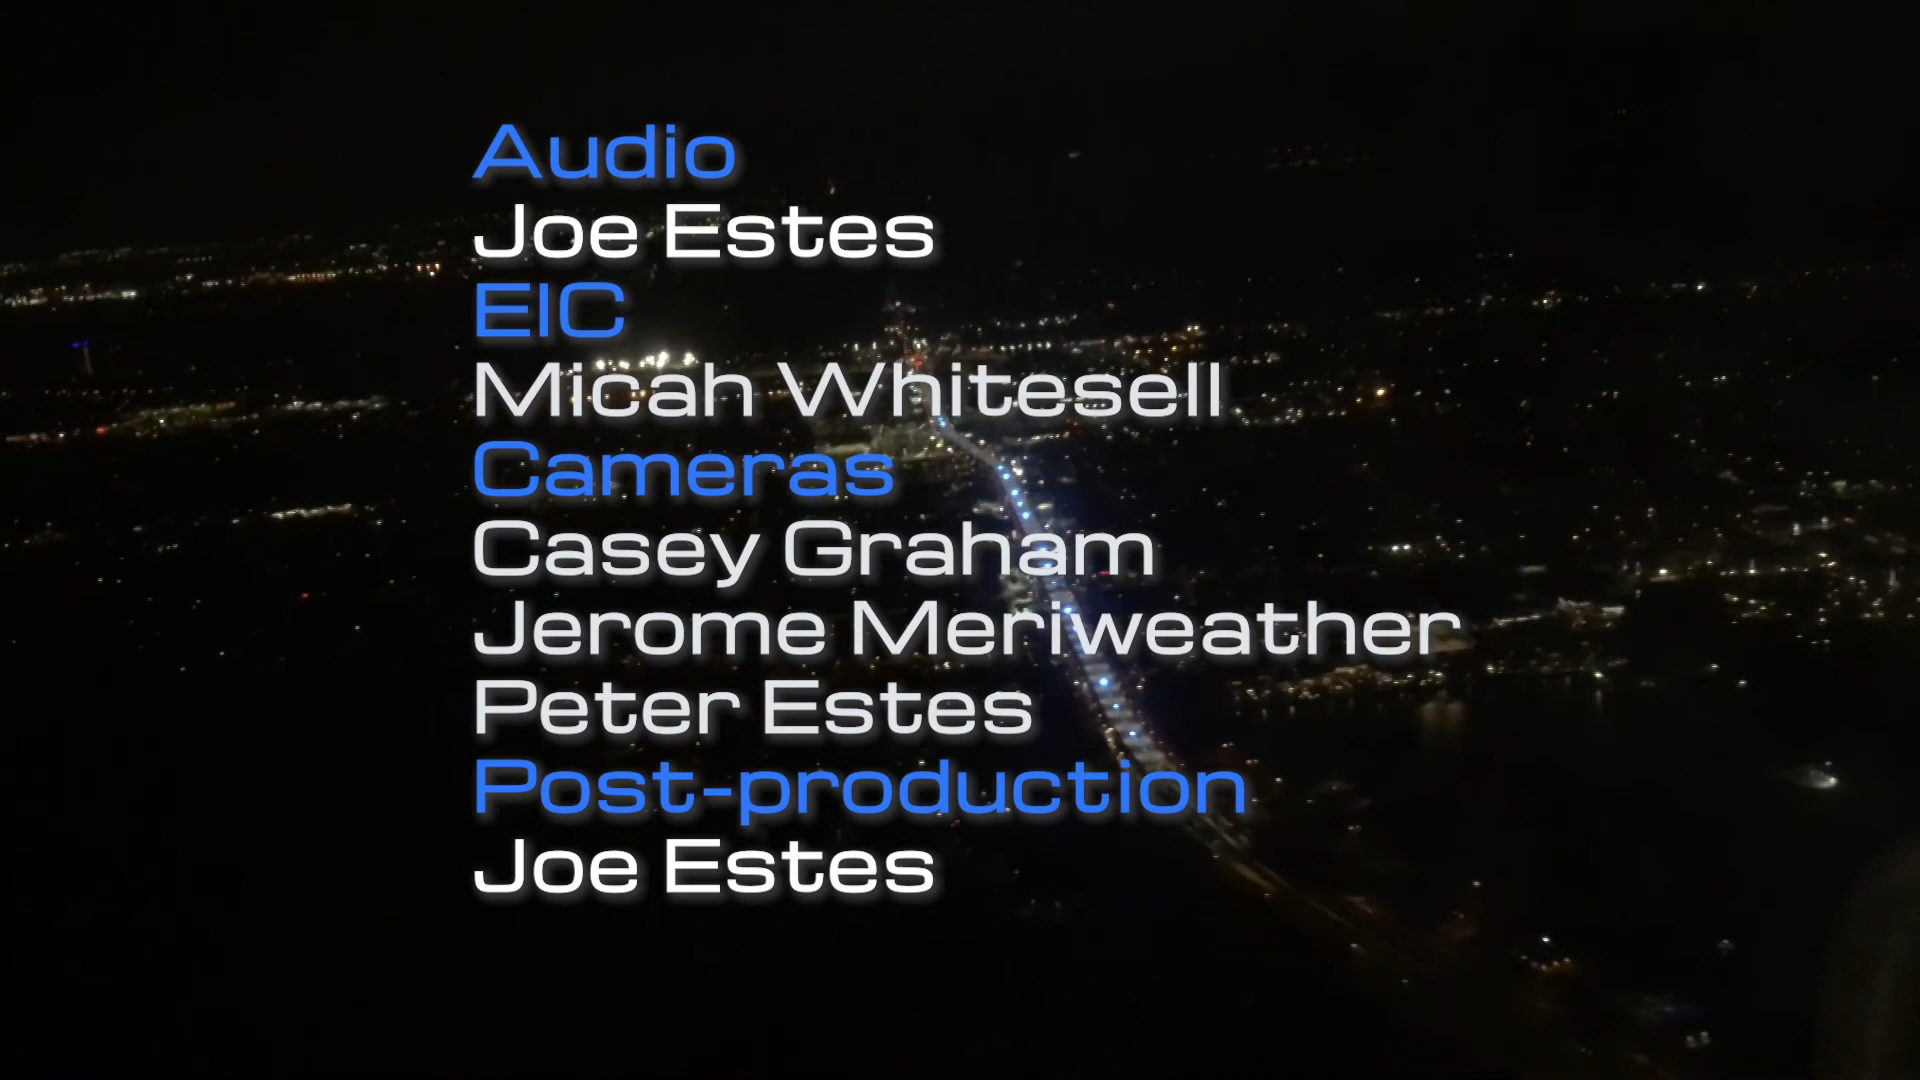 Audio
Joe Estes
EIC
Micah Whitesell
Cameras
Casey Graham
Jerome Meriweather
Peter Estes
Post-production
Joe Estes